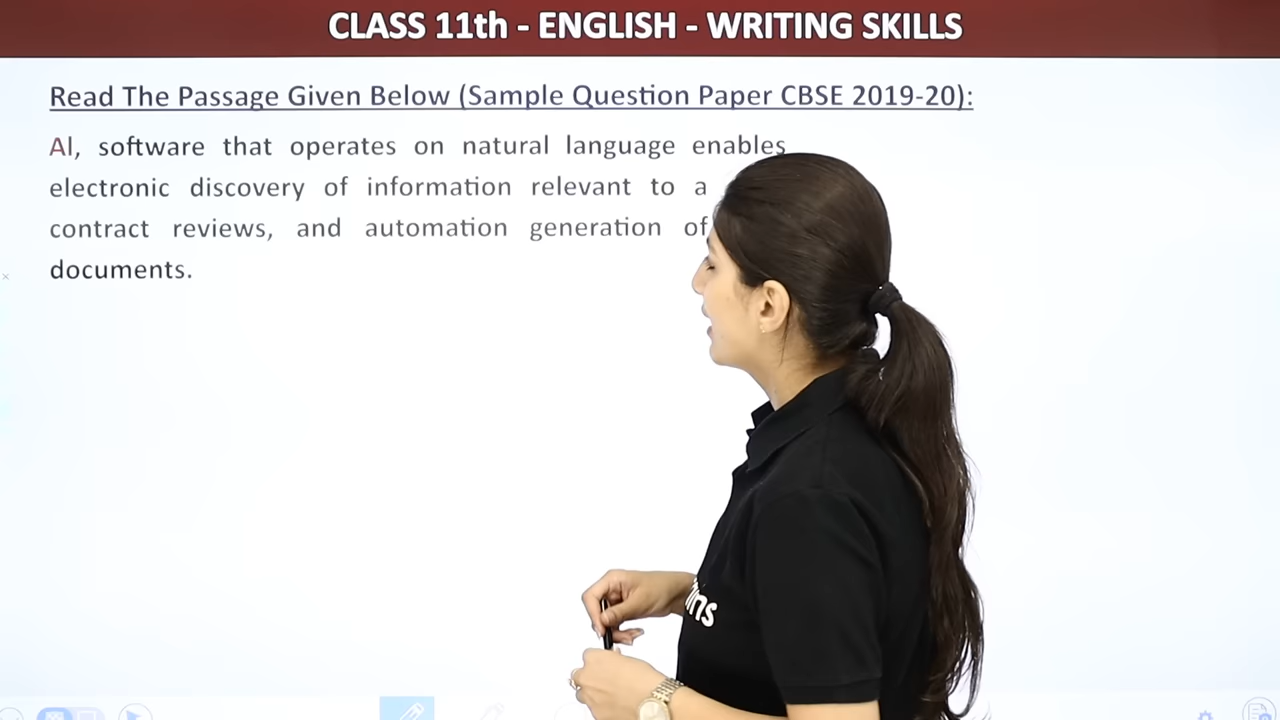 CLASS 11th - ENGLISH - WRITING SKILLS
Read The Passage Given Below (Sample Question Paper CBSE 2019-20):
AI, software that operates on natural language enables
electronic discovery of information relevant to a
contract reviews, and automation generation of
documents.